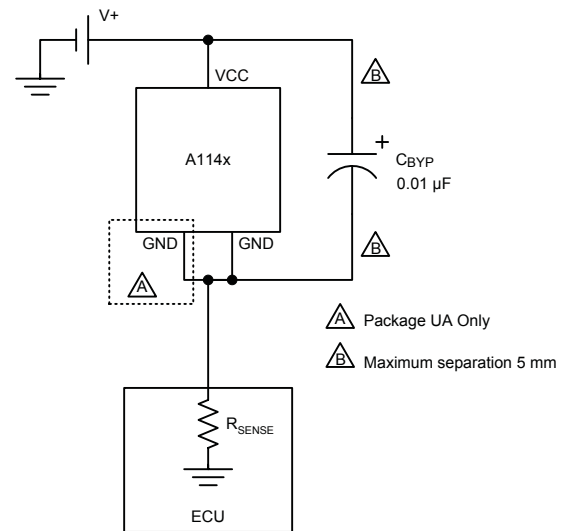 V+
VCC
B
A114x
+
CBYP
0.01 µF
GND GND
B
A
A Package UA Only
B Maximum separation 5 mm
RSENSE
ECU